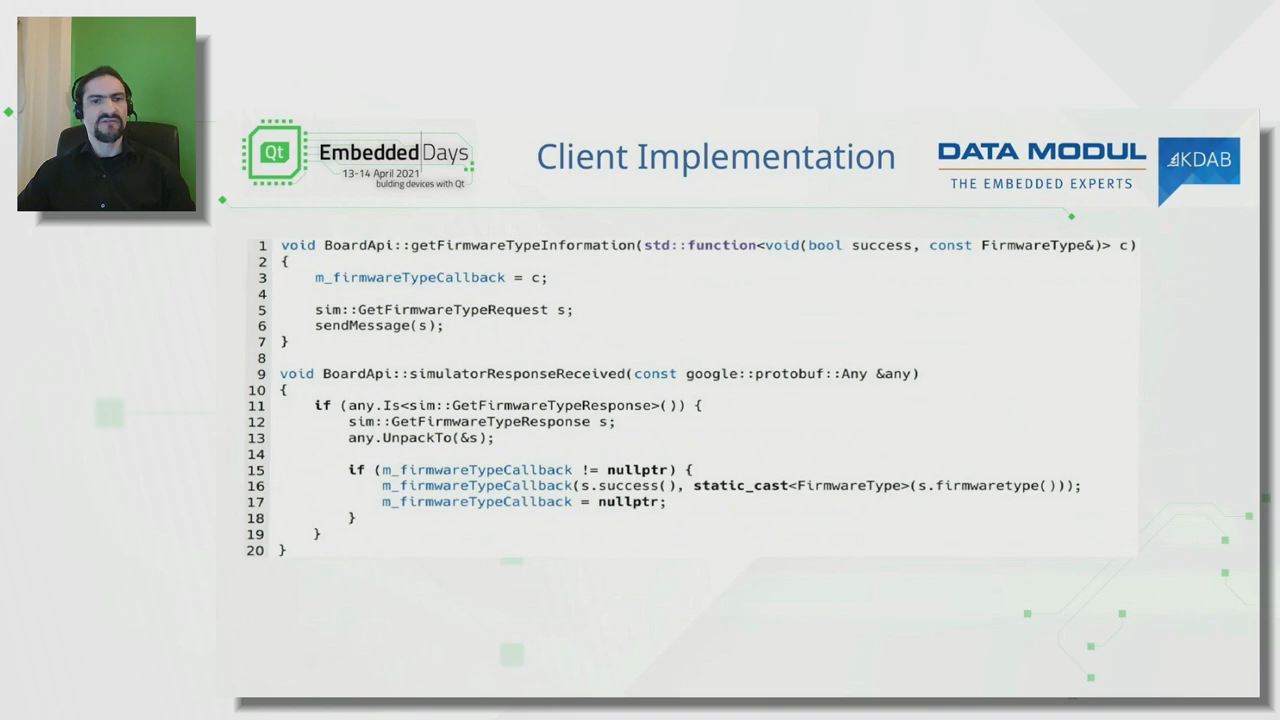 Qt
Embedded Days
13-14 April 2021
bulding devices with Qt
Client Implementation
DATA MODUL
THE EMBEDDED EXPERTS
KDAB
1 void BoardApi::getFirmwareTypeInformation(std::function<void(bool success, const FirmwareType&)> c)
2 {
3     m_firmwareTypeCallback = c;
4
5     sim::GetFirmwareTypeRequest s;
6     sendMessage(s);
7 }
8
9 void BoardApi::simulatorResponseReceived(const google::protobuf::Any &any)
10 {
11     if (any.Is<sim::GetFirmwareTypeResponse>()) {
12         sim::GetFirmwareTypeResponse s;
13         any.UnpackTo(&s);
14
15         if (m_firmwareTypeCallback != nullptr) {
16             m_firmwareTypeCallback(s.success(), static_cast<FirmwareType>(s.firmwaretype()));
17             m_firmwareTypeCallback = nullptr;
18         }
19     }
20 }